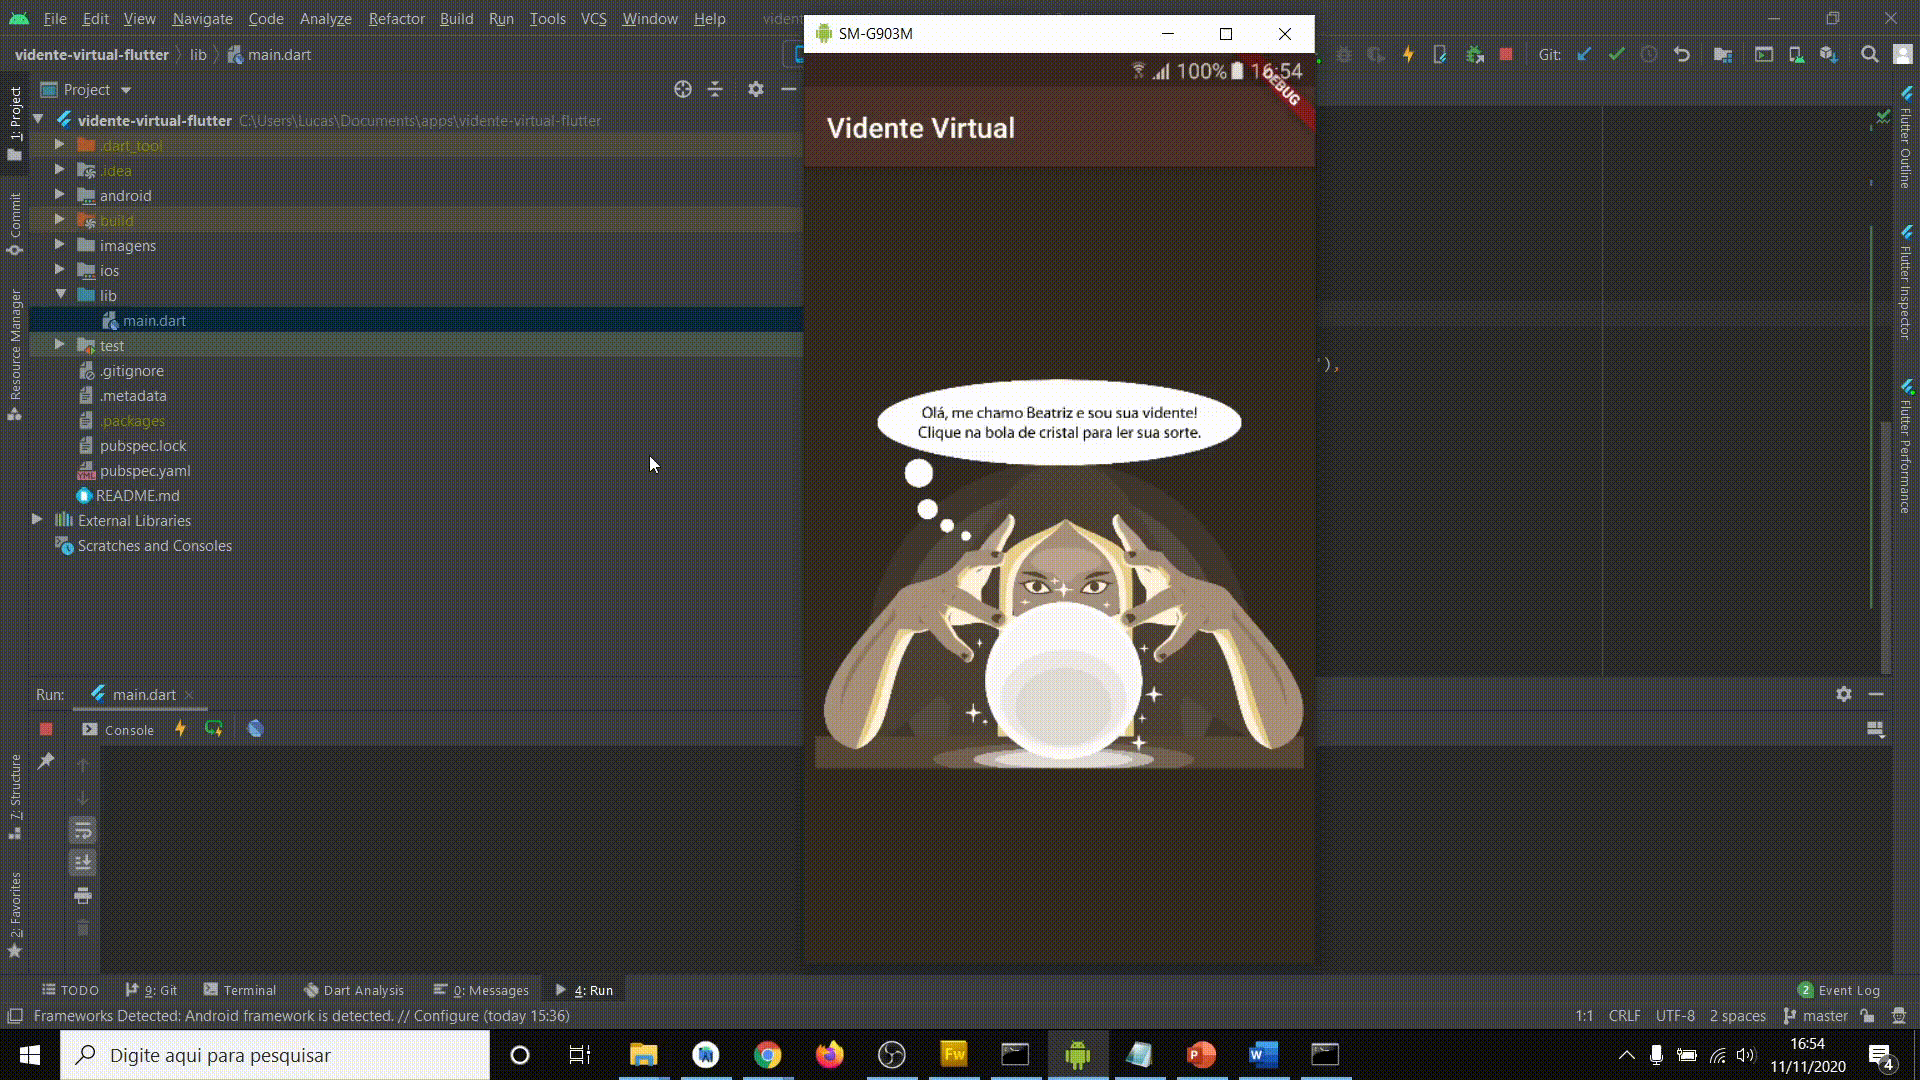 File Edit View Navigate Code Analyze Refactor Build Run Tools VCS Window Help
vidente-virtual-flutter lib main.dart
Git:
Project
vidente-virtual-flutter C:\Users\Lucas\Documents\apps\vidente-virtual-flutter
.dart_tool
.idea
android
build
imagens
ios
lib
main.dart
test
.gitignore
.metadata
.packages
pubspec.lock
pubspec.yaml
README.md
External Libraries
Scratches and Consoles
1: Project
Commit
Resource Manager
7: Structure
2: Favorites
SM-G903M
100% 16:54
DEBUG
Vidente Virtual
Olá, me chamo Beatriz e sou sua vidente!
Clique na bola de cristal para ler sua sorte.
'),
Flutter Outline
Flutter Inspector
Flutter Performance
Run: main.dart
Console
TODO 9: Git Terminal Dart Analysis 0: Messages 4: Run 2 Event Log
Frameworks Detected: Android framework is detected. // Configure (today 15:36) 1:1 CRLF UTF-8 2 spaces master
Digite aqui para pesquisar
Fw
16:54
11/11/2020
4